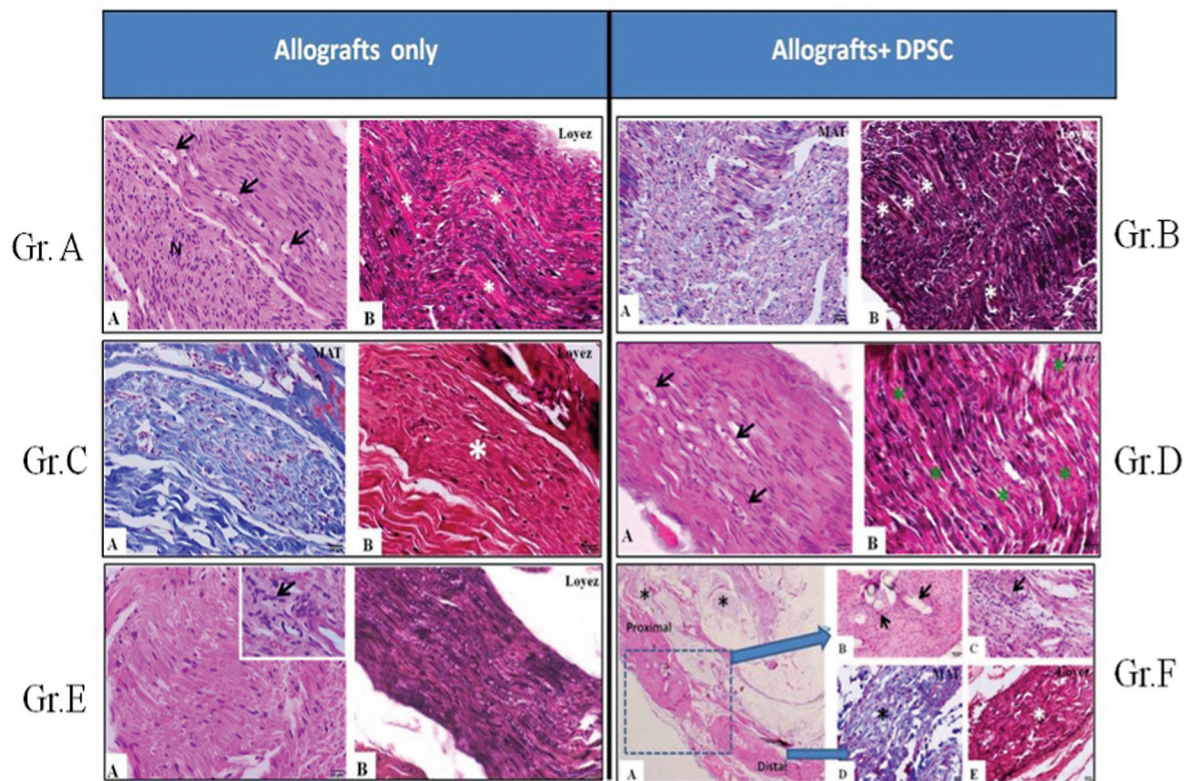 Allografts only
Allografts+ DPSC
Gr. A
N
A
Loyez
B
MAT
A
Loyez
B
Gr.B
Gr.C
MAT
A
Loyez
B
A
Loyez
B
Gr.D
Gr.E
A
Loyez
B
Proximal
Distal
A
B
C
MAT
D
Loyez
E
Gr.F